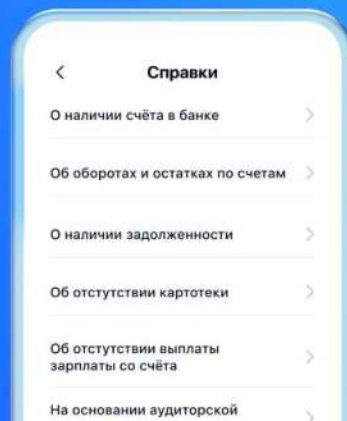 Справки
О наличии счёта в банке
Об оборотах и остатках по счетам
О наличии задолженности
Об отсутствии картотеки
Об отсутствии выплаты
зарплаты со счёта
На основании аудиторской